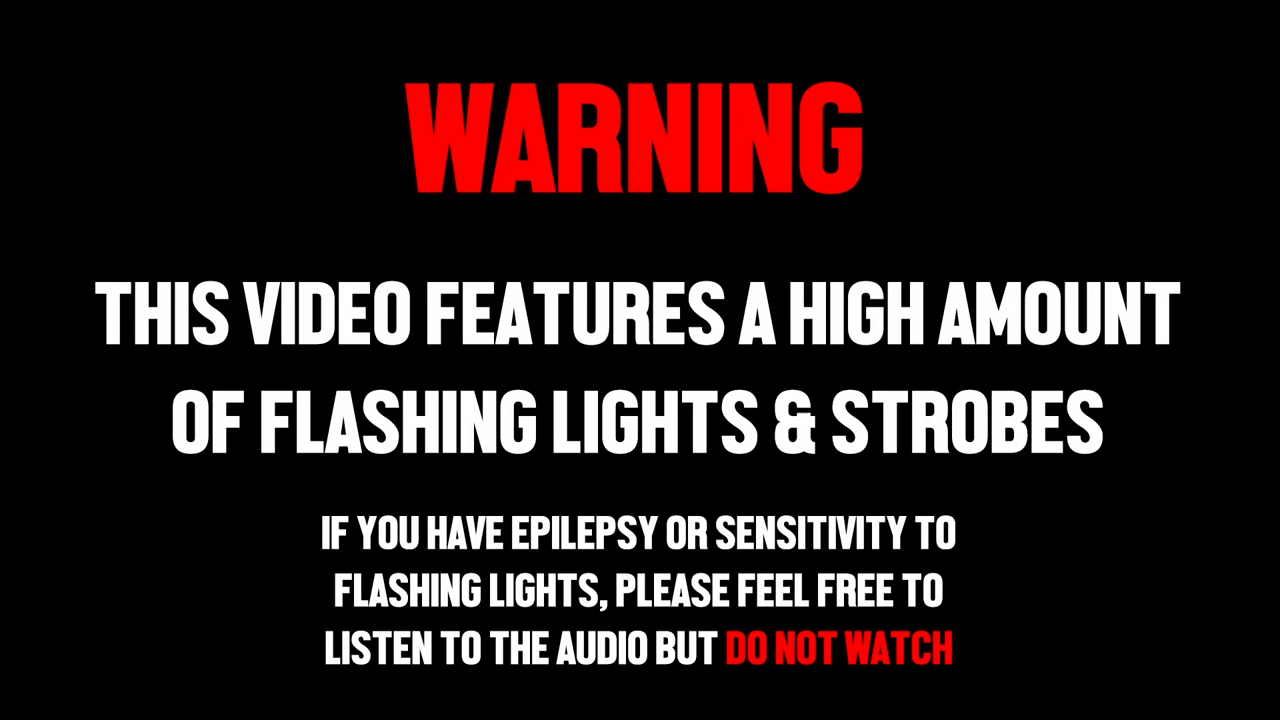 WARNING
THIS VIDEO FEATURES A HIGH AMOUNT
OF FLASHING LIGHTS & STROBES
IF YOU HAVE EPILEPSY OR SENSITIVITY TO
FLASHING LIGHTS, PLEASE FEEL FREE TO
LISTEN TO THE AUDIO BUT DO NOT WATCH